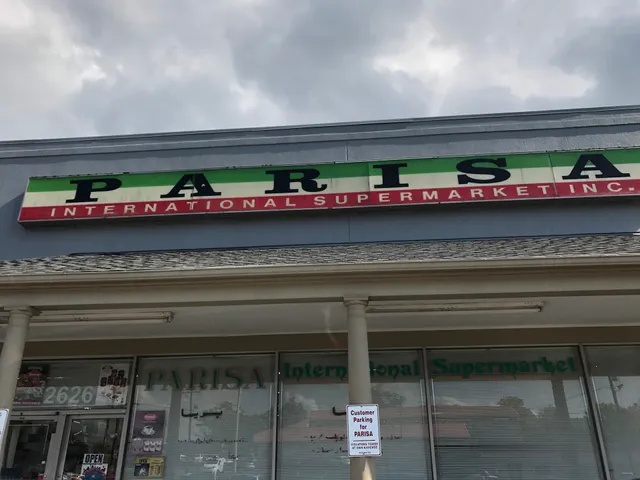 PARISA
INTERNATIONAL SUPERMARKET INC.
PARISA International Supermarket
2626
Customer
Parking
for
PARISA
OPEN